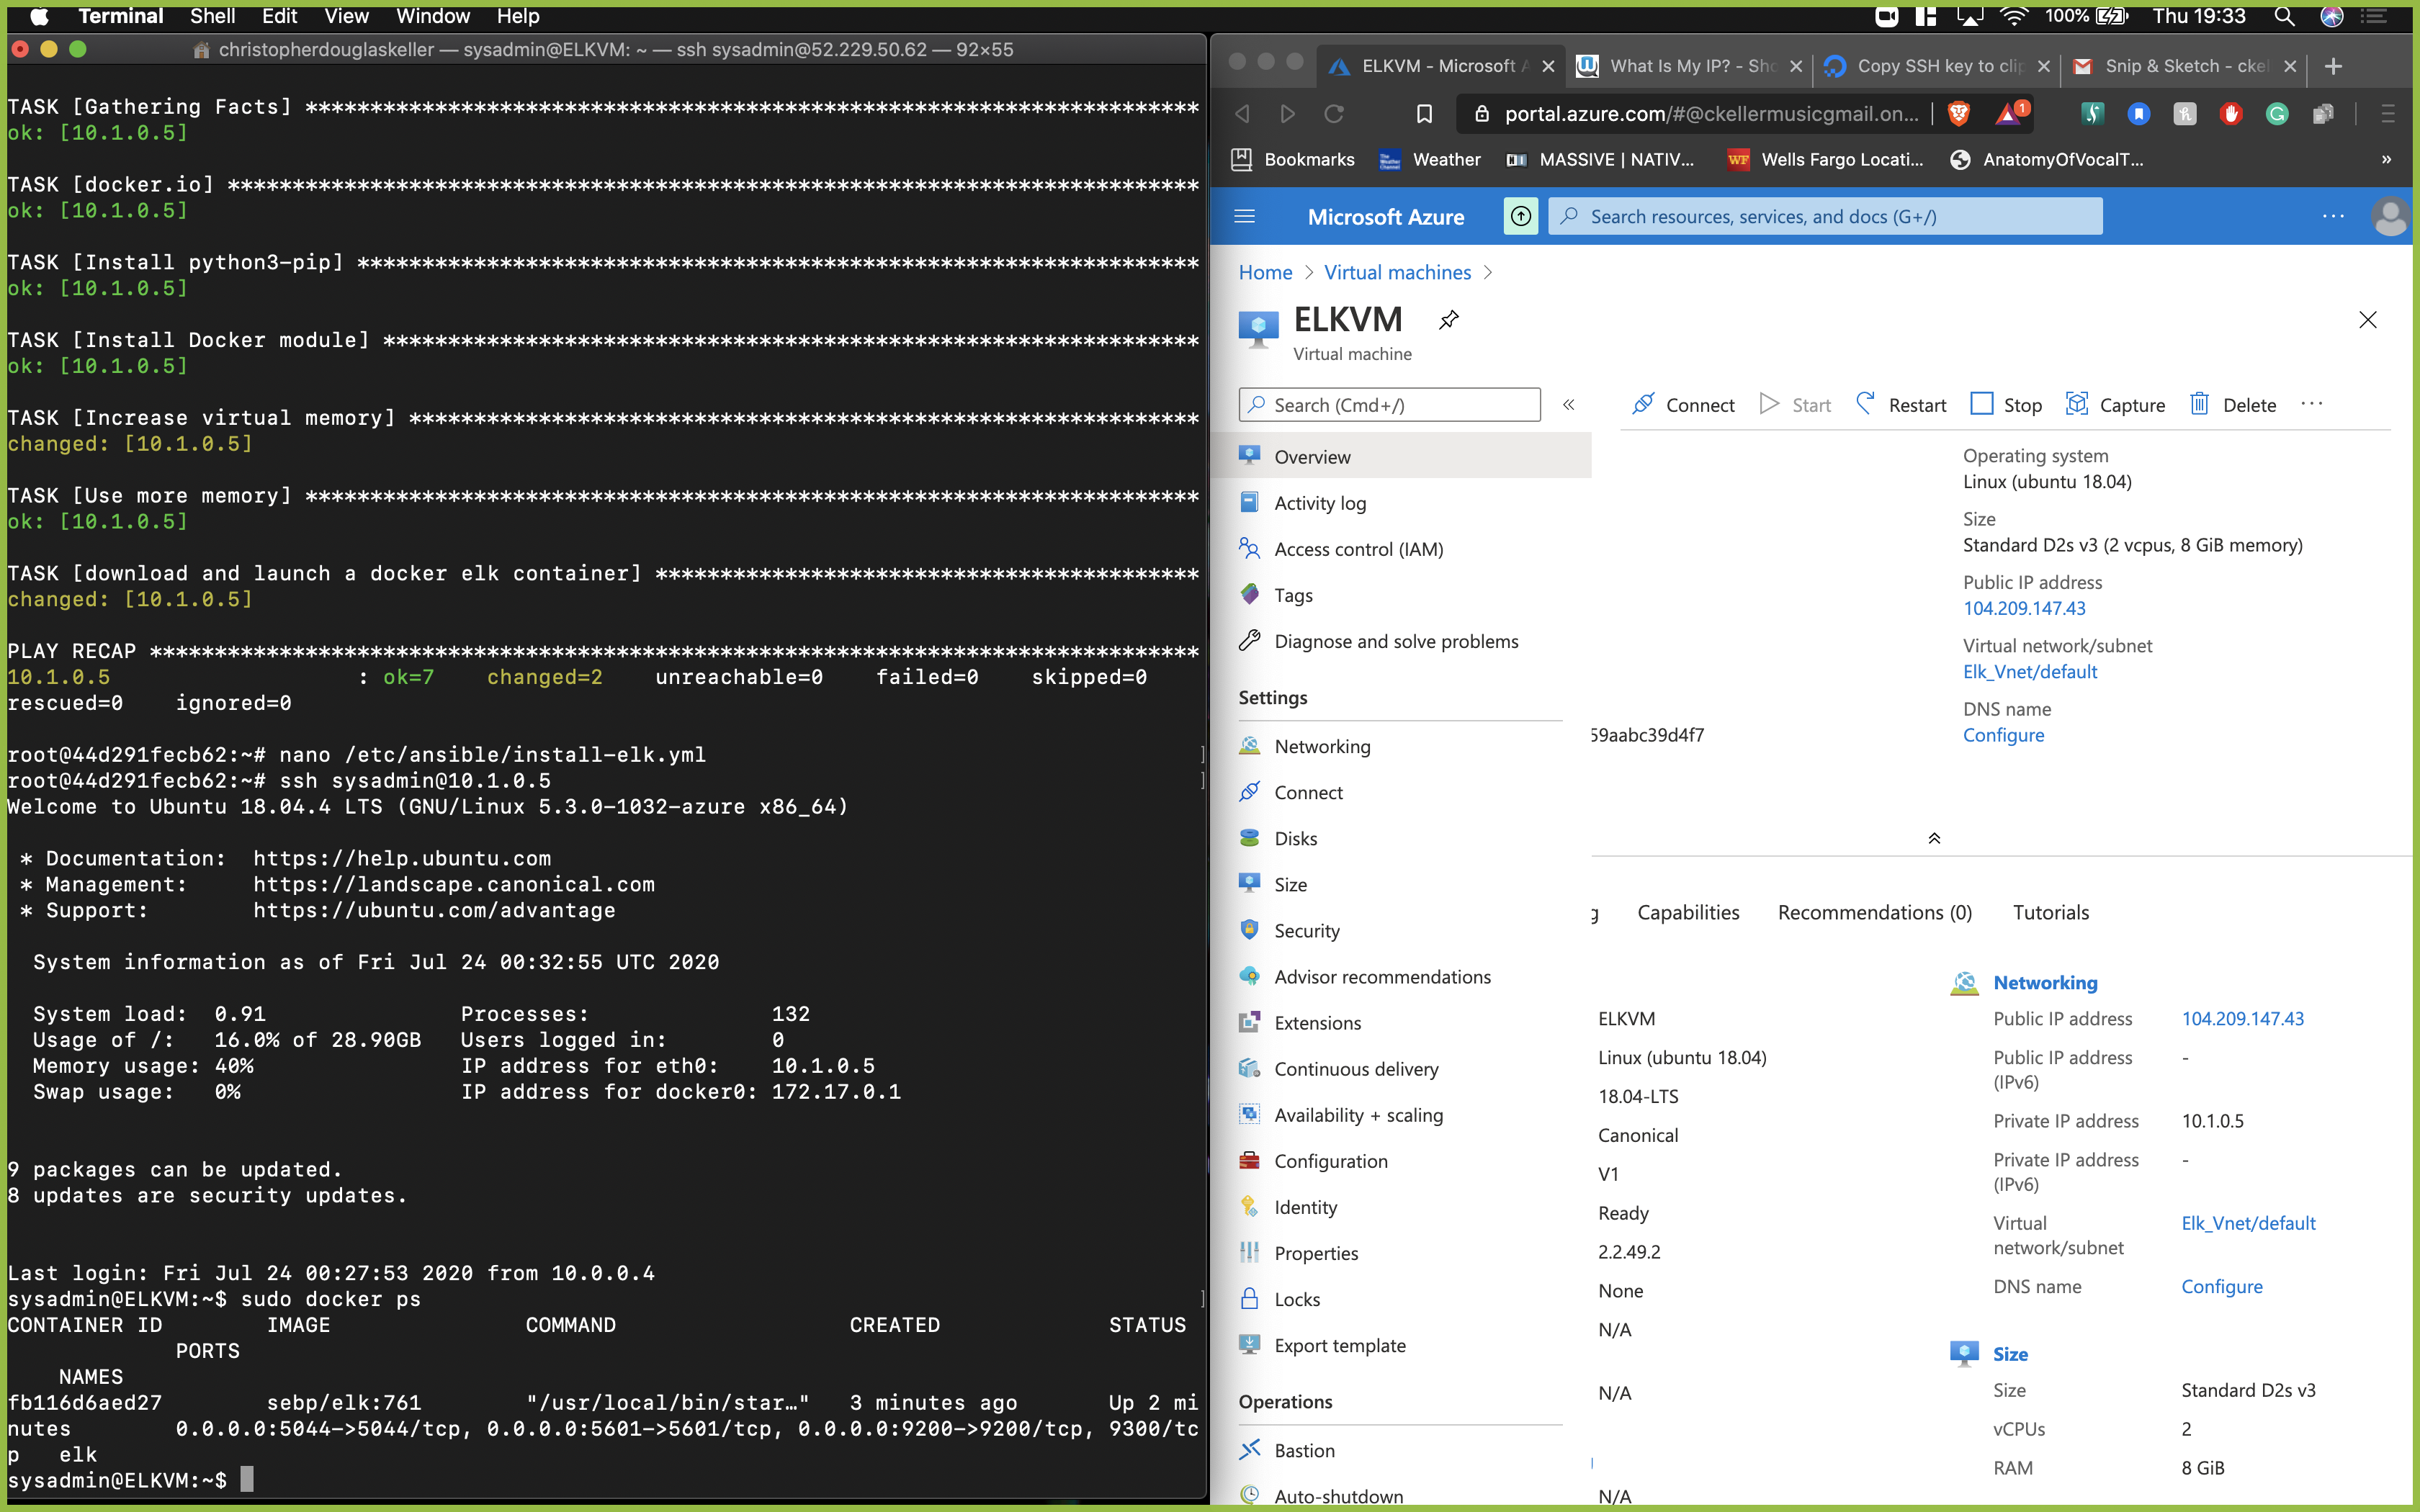 Terminal Shell Edit View Window Help
100% Thu 19:33
christopherdouglaskeller — sysadmin@ELKVM: ~ — ssh sysadmin@52.229.50.62 — 92×55
TASK [Gathering Facts] *********************************************************************
ok: [10.1.0.5]
TASK [docker.io] ***************************************************************************
ok: [10.1.0.5]
TASK [Install python3-pip] *****************************************************************
ok: [10.1.0.5]
TASK [Install Docker module] ***************************************************************
ok: [10.1.0.5]
TASK [Increase virtual memory] *************************************************************
changed: [10.1.0.5]
TASK [Use more memory] *********************************************************************
ok: [10.1.0.5]
TASK [download and launch a docker elk container] ******************************************
changed: [10.1.0.5]
PLAY RECAP *********************************************************************************
10.1.0.5 : ok=7 changed=2 unreachable=0 failed=0 skipped=0
rescued=0 ignored=0
root@44d291fecb62:~# nano /etc/ansible/install-elk.yml
root@44d291fecb62:~# ssh sysadmin@10.1.0.5
Welcome to Ubuntu 18.04.4 LTS (GNU/Linux 5.3.0-1032-azure x86_64)
* Documentation: https://help.ubuntu.com
* Management: https://landscape.canonical.com
* Support: https://ubuntu.com/advantage
System information as of Fri Jul 24 00:32:55 UTC 2020
System load: 0.91 Processes: 132
Usage of /: 16.0% of 28.90GB Users logged in: 0
Memory usage: 40% IP address for eth0: 10.1.0.5
Swap usage: 0% IP address for docker0: 172.17.0.1
9 packages can be updated.
8 updates are security updates.
Last login: Fri Jul 24 00:27:53 2020 from 10.0.0.4
sysadmin@ELKVM:~$ sudo docker ps
CONTAINER ID IMAGE COMMAND CREATED STATUS
PORTS
NAMES
fb116d6aed27 sebp/elk:761 "/usr/local/bin/star…" 3 minutes ago Up 2 mi
nutes 0.0.0.0:5044->5044/tcp, 0.0.0.0:5601->5601/tcp, 0.0.0.0:9200->9200/tcp, 9300/tc
p elk
sysadmin@ELKVM:~$
ELKVM - Microsoft A
What Is My IP? - Sho
Copy SSH key to clip
Snip & Sketch - ckel
portal.azure.com/#@ckellermusicgmail.on...
1
Bookmarks Weather MASSIVE | NATIV... Wells Fargo Locati... AnatomyOfVocalT... »
Microsoft Azure
Search resources, services, and docs (G+/)
Home > Virtual machines >
ELKVM
Virtual machine
Search (Cmd+/) «
Connect Start Restart Stop Capture Delete ...
Overview
Activity log
Access control (IAM)
Tags
Diagnose and solve problems
Settings
Networking
Connect
Disks
Size
Security
Advisor recommendations
Extensions
Continuous delivery
Availability + scaling
Configuration
Identity
Properties
Locks
Export template
Operations
Bastion
Auto-shutdown
Operating system
Linux (ubuntu 18.04)
Size
Standard D2s v3 (2 vcpus, 8 GiB memory)
Public IP address
104.209.147.43
Virtual network/subnet
Elk_Vnet/default
DNS name
Configure
59aabc39d4f7
g Capabilities Recommendations (0) Tutorials
ELKVM
Linux (ubuntu 18.04)
18.04-LTS
Canonical
V1
Ready
2.2.49.2
None
N/A
N/A
N/A
Networking
Public IP address 104.209.147.43
Public IP address (IPv6) -
Private IP address 10.1.0.5
Private IP address (IPv6) -
Virtual network/subnet Elk_Vnet/default
DNS name Configure
Size
Size Standard D2s v3
vCPUs 2
RAM 8 GiB